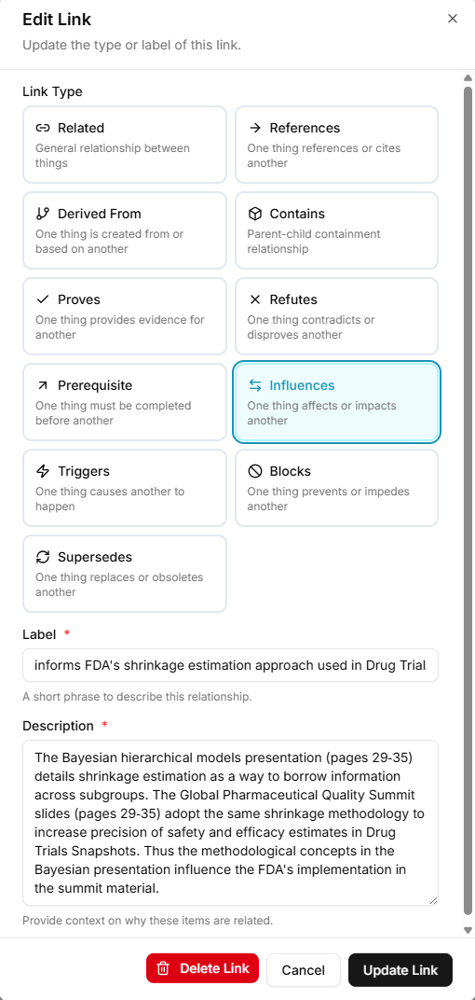 Edit Link
Update the type or label of this link.
Link Type
Related
General relationship between
things
References
One thing references or cites
another
Derived From
One thing is created from or
based on another
Contains
Parent-child containment
relationship
Proves
One thing provides evidence for
another
Refutes
One thing contradicts or
disproves another
Prerequisite
One thing must be completed
before another
Influences
One thing affects or impacts
another
Triggers
One thing causes another to
happen
Blocks
One thing prevents or impedes
another
Supersedes
One thing replaces or obsoletes
another
Label *
informs FDA's shrinkage estimation approach used in Drug Trial
A short phrase to describe this relationship.
Description *
The Bayesian hierarchical models presentation (pages 29-35)
details shrinkage estimation as a way to borrow information
across subgroups. The Global Pharmaceutical Quality Summit
slides (pages 29-35) adopt the same shrinkage methodology to
increase precision of safety and efficacy estimates in Drug
Trials Snapshots. Thus the methodological concepts in the
Bayesian presentation influence the FDA's implementation in
the summit material.
Provide context on why these items are related.
Delete Link
Cancel
Update Link